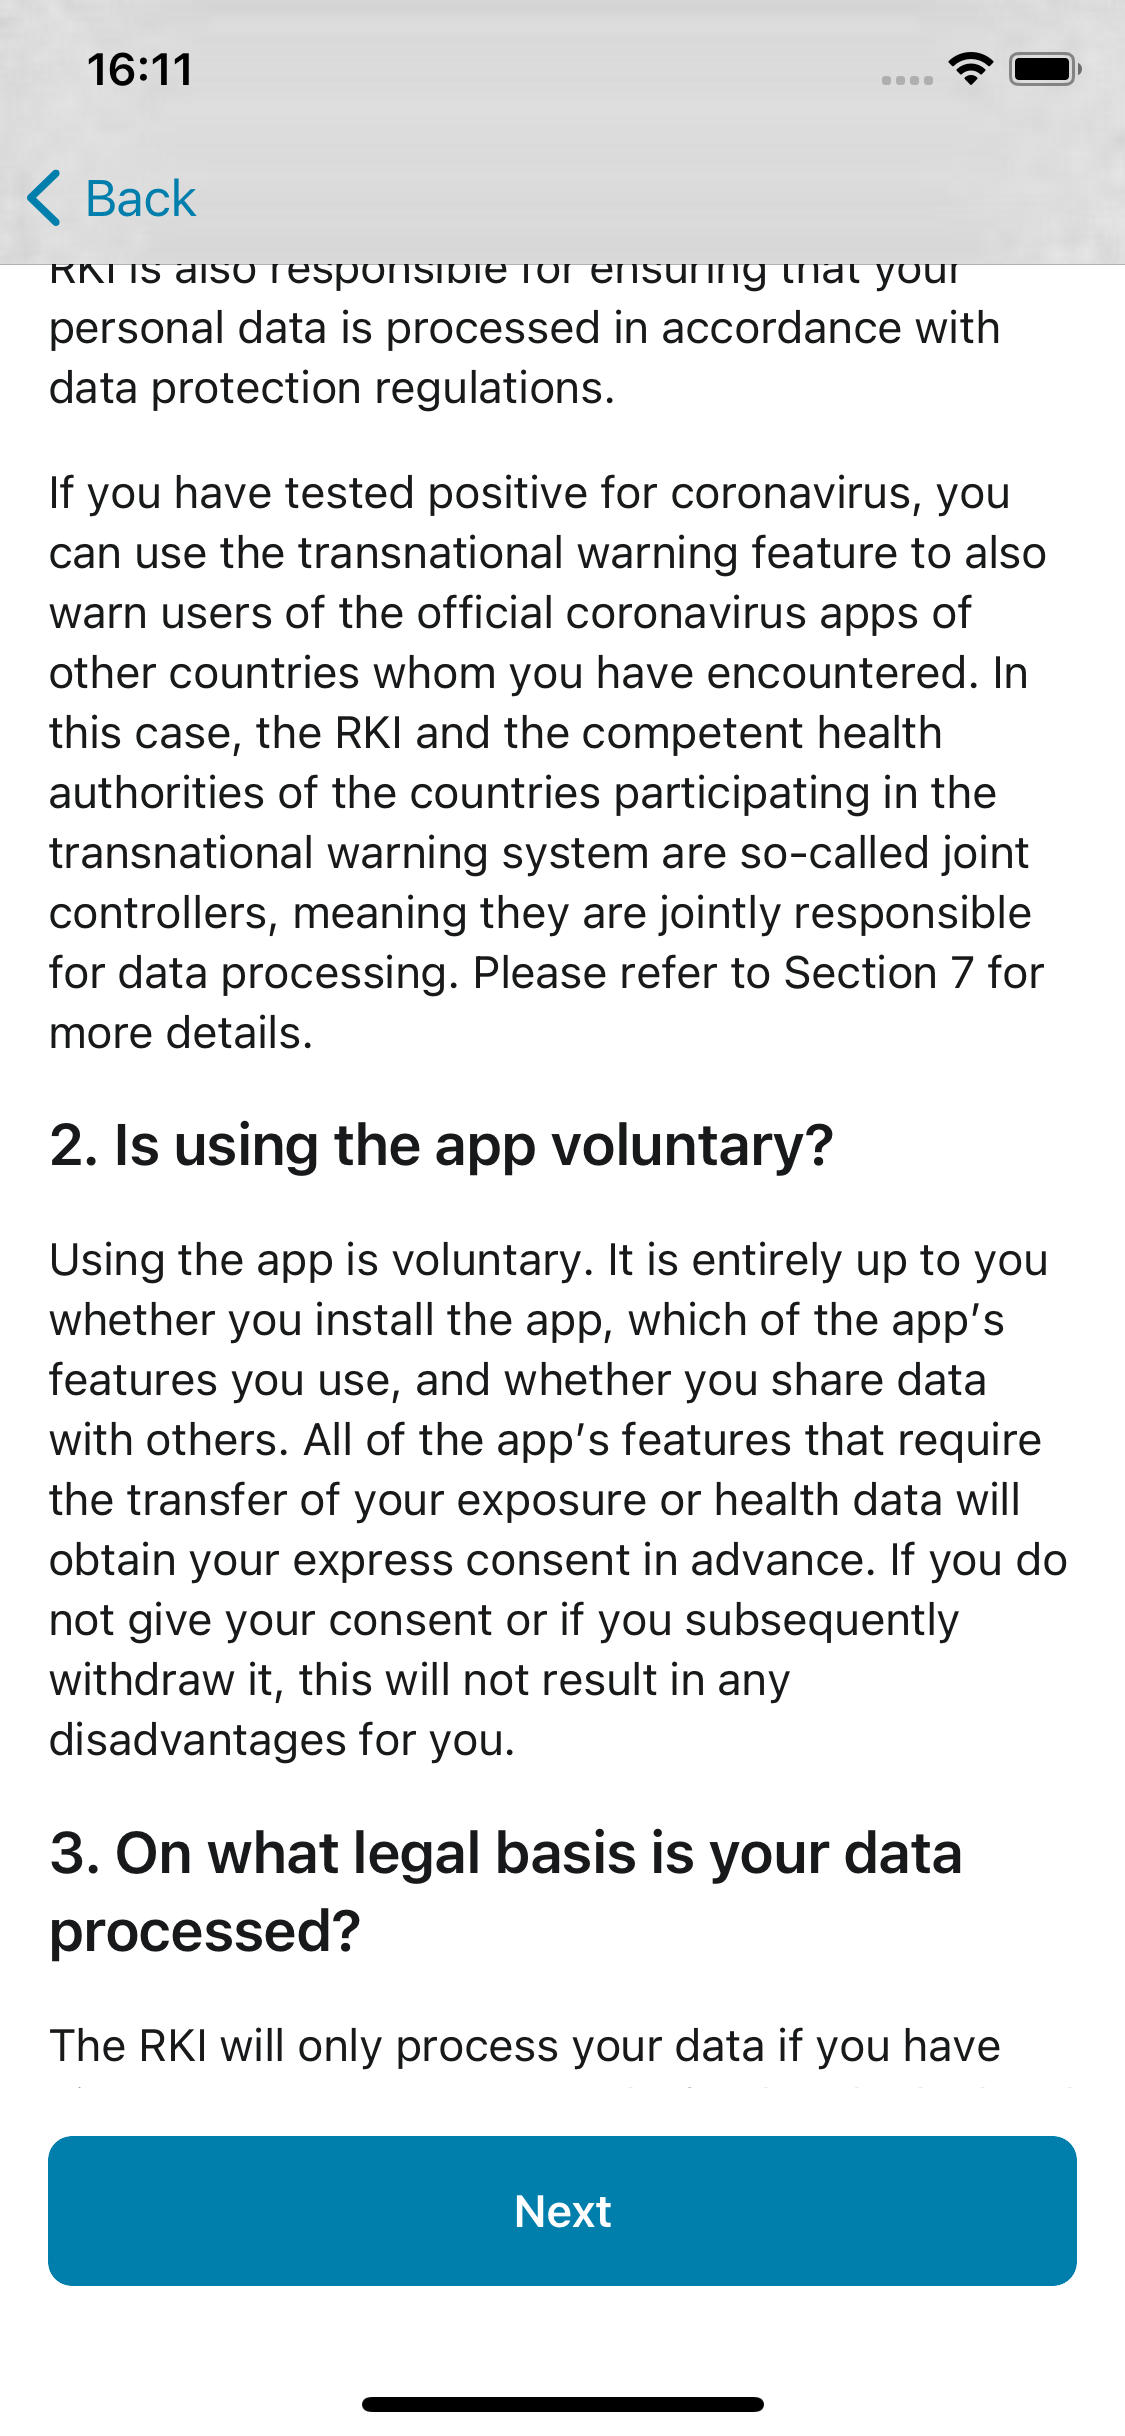 16:11
Back
RKI is also responsible for ensuring that your
personal data is processed in accordance with
data protection regulations.
If you have tested positive for coronavirus, you
can use the transnational warning feature to also
warn users of the official coronavirus apps of
other countries whom you have encountered. In
this case, the RKI and the competent health
authorities of the countries participating in the
transnational warning system are so-called joint
controllers, meaning they are jointly responsible
for data processing. Please refer to Section 7 for
more details.
2. Is using the app voluntary?
Using the app is voluntary. It is entirely up to you
whether you install the app, which of the app’s
features you use, and whether you share data
with others. All of the app’s features that require
the transfer of your exposure or health data will
obtain your express consent in advance. If you do
not give your consent or if you subsequently
withdraw it, this will not result in any
disadvantages for you.
3. On what legal basis is your data
processed?
The RKI will only process your data if you have
Next